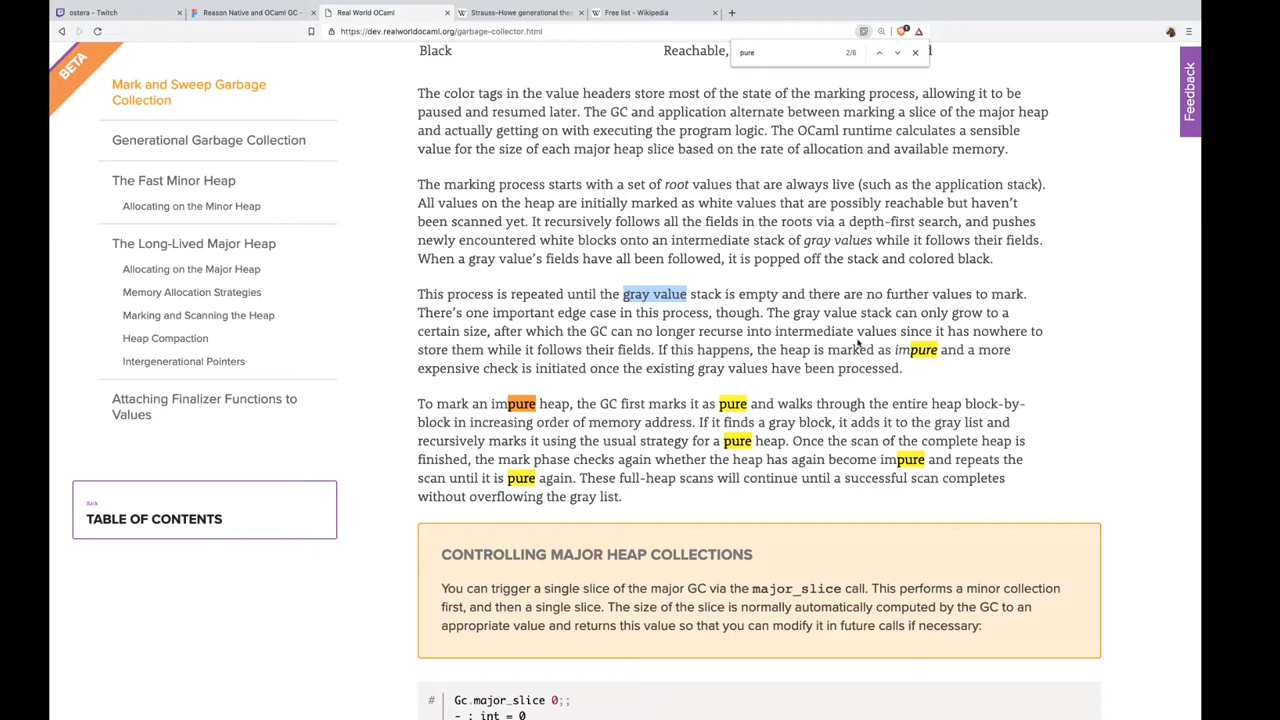 ostera - Twitch
Reason Native and OCaml GC -
Real World OCaml
Strauss–Howe generational the
Free list - Wikipedia
https://dev.realworldocaml.org/garbage-collector.html
pure 2/6
BETA
Feedback
Mark and Sweep Garbage
Collection
Generational Garbage Collection
The Fast Minor Heap
Allocating on the Minor Heap
The Long-Lived Major Heap
Allocating on the Major Heap
Memory Allocation Strategies
Marking and Scanning the Heap
Heap Compaction
Intergenerational Pointers
Attaching Finalizer Functions to
Values
Back
TABLE OF CONTENTS
Black Reachable, d
The color tags in the value headers store most of the state of the marking process, allowing it to be
paused and resumed later. The GC and application alternate between marking a slice of the major heap
and actually getting on with executing the program logic. The OCaml runtime calculates a sensible
value for the size of each major heap slice based on the rate of allocation and available memory.
The marking process starts with a set of root values that are always live (such as the application stack).
All values on the heap are initially marked as white values that are possibly reachable but haven’t
been scanned yet. It recursively follows all the fields in the roots via a depth-first search, and pushes
newly encountered white blocks onto an intermediate stack of gray values while it follows their fields.
When a gray value’s fields have all been followed, it is popped off the stack and colored black.
This process is repeated until the gray value stack is empty and there are no further values to mark.
There’s one important edge case in this process, though. The gray value stack can only grow to a
certain size, after which the GC can no longer recurse into intermediate values since it has nowhere to
store them while it follows their fields. If this happens, the heap is marked as impure and a more
expensive check is initiated once the existing gray values have been processed.
To mark an impure heap, the GC first marks it as pure and walks through the entire heap block-by-
block in increasing order of memory address. If it finds a gray block, it adds it to the gray list and
recursively marks it using the usual strategy for a pure heap. Once the scan of the complete heap is
finished, the mark phase checks again whether the heap has again become impure and repeats the
scan until it is pure again. These full-heap scans will continue until a successful scan completes
without overflowing the gray list.
CONTROLLING MAJOR HEAP COLLECTIONS
You can trigger a single slice of the major GC via the major_slice call. This performs a minor collection
first, and then a single slice. The size of the slice is normally automatically computed by the GC to an
appropriate value and returns this value so that you can modify it in future calls if necessary:
# Gc.major_slice 0;;
- : int = 0